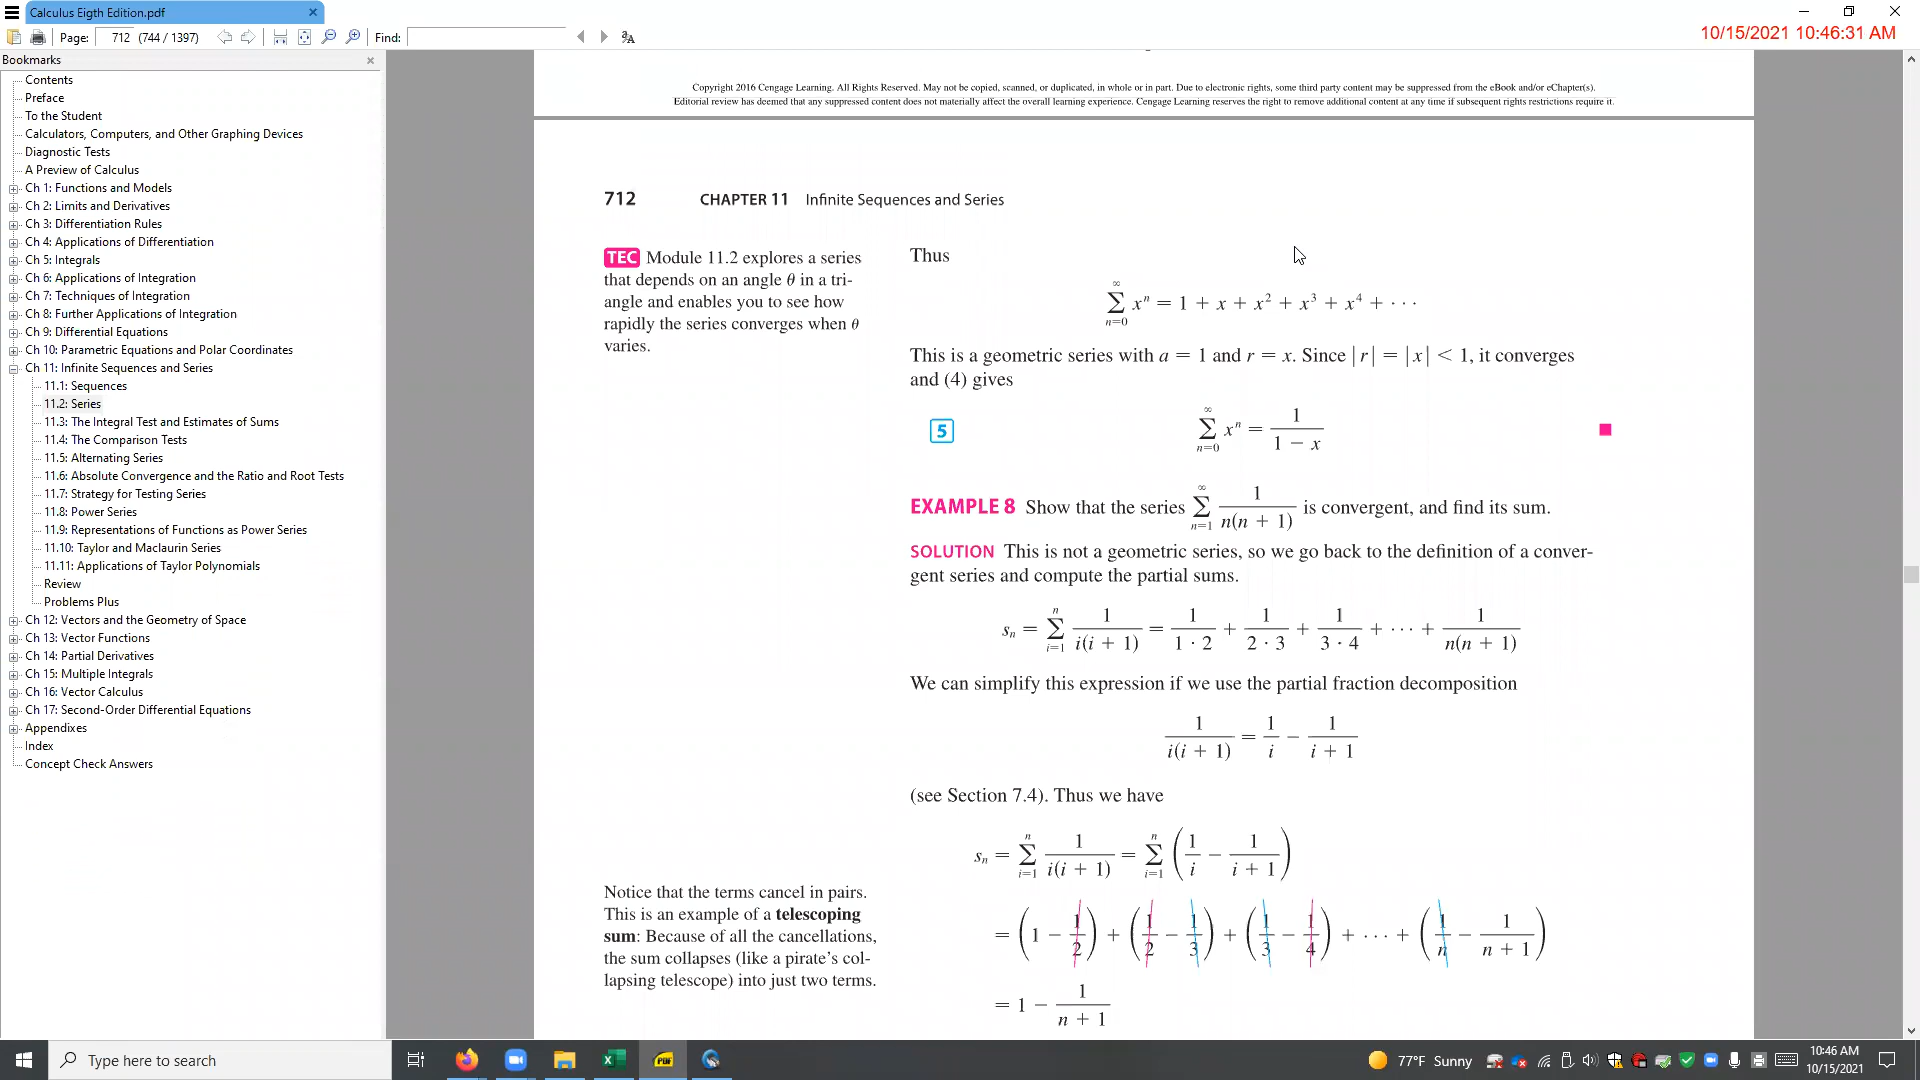 Calculus Eigth Edition.pdf
10/15/2021 10:46:31 AM
Page: 712 (744 / 1397) Find:
Bookmarks
Contents
Preface
To the Student
Calculators, Computers, and Other Graphing Devices
Diagnostic Tests
A Preview of Calculus
Ch 1: Functions and Models
Ch 2: Limits and Derivatives
Ch 3: Differentiation Rules
Ch 4: Applications of Differentiation
Ch 5: Integrals
Ch 6: Applications of Integration
Ch 7: Techniques of Integration
Ch 8: Further Applications of Integration
Ch 9: Differential Equations
Ch 10: Parametric Equations and Polar Coordinates
Ch 11: Infinite Sequences and Series
11.1: Sequences
11.2: Series
11.3: The Integral Test and Estimates of Sums
11.4: The Comparison Tests
11.5: Alternating Series
11.6: Absolute Convergence and the Ratio and Root Tests
11.7: Strategy for Testing Series
11.8: Power Series
11.9: Representations of Functions as Power Series
11.10: Taylor and Maclaurin Series
11.11: Applications of Taylor Polynomials
Review
Problems Plus
Ch 12: Vectors and the Geometry of Space
Ch 13: Vector Functions
Ch 14: Partial Derivatives
Ch 15: Multiple Integrals
Ch 16: Vector Calculus
Ch 17: Second-Order Differential Equations
Appendixes
Index
Concept Check Answers
Copyright 2016 Cengage Learning. All Rights Reserved. May not be copied, scanned, or duplicated, in whole or in part. Due to electronic rights, some third party content may be suppressed from the eBook and/or eChapter(s).
Editorial review has deemed that any suppressed content does not materially affect the overall learning experience. Cengage Learning reserves the right to remove additional content at any time if subsequent rights restrictions require it.
712 CHAPTER 11 Infinite Sequences and Series
TEC Module 11.2 explores a series
that depends on an angle θ in a tri-
angle and enables you to see how
rapidly the series converges when θ
varies.
Thus
∑_{n=0}^{∞} xⁿ = 1 + x + x² + x³ + x⁴ + ···
This is a geometric series with a = 1 and r = x. Since |r| = |x| < 1, it converges
and (4) gives
5 ∑_{n=0}^{∞} xⁿ = 1/(1 − x)
EXAMPLE 8 Show that the series ∑_{n=1}^{∞} 1/(n(n + 1)) is convergent, and find its sum.
SOLUTION This is not a geometric series, so we go back to the definition of a conver-
gent series and compute the partial sums.
sₙ = ∑_{i=1}^{n} 1/(i(i + 1)) = 1/(1 · 2) + 1/(2 · 3) + 1/(3 · 4) + ··· + 1/(n(n + 1))
We can simplify this expression if we use the partial fraction decomposition
1/(i(i + 1)) = 1/i − 1/(i + 1)
(see Section 7.4). Thus we have
sₙ = ∑_{i=1}^{n} 1/(i(i + 1)) = ∑_{i=1}^{n} (1/i − 1/(i + 1))
= (1 − 1/2) + (1/2 − 1/3) + (1/3 − 1/4) + ··· + (1/n − 1/(n + 1))
= 1 − 1/(n + 1)
Notice that the terms cancel in pairs.
This is an example of a telescoping
sum: Because of all the cancellations,
the sum collapses (like a pirate's col-
lapsing telescope) into just two terms.
Type here to search
PDF
77°F Sunny
10:46 AM
10/15/2021